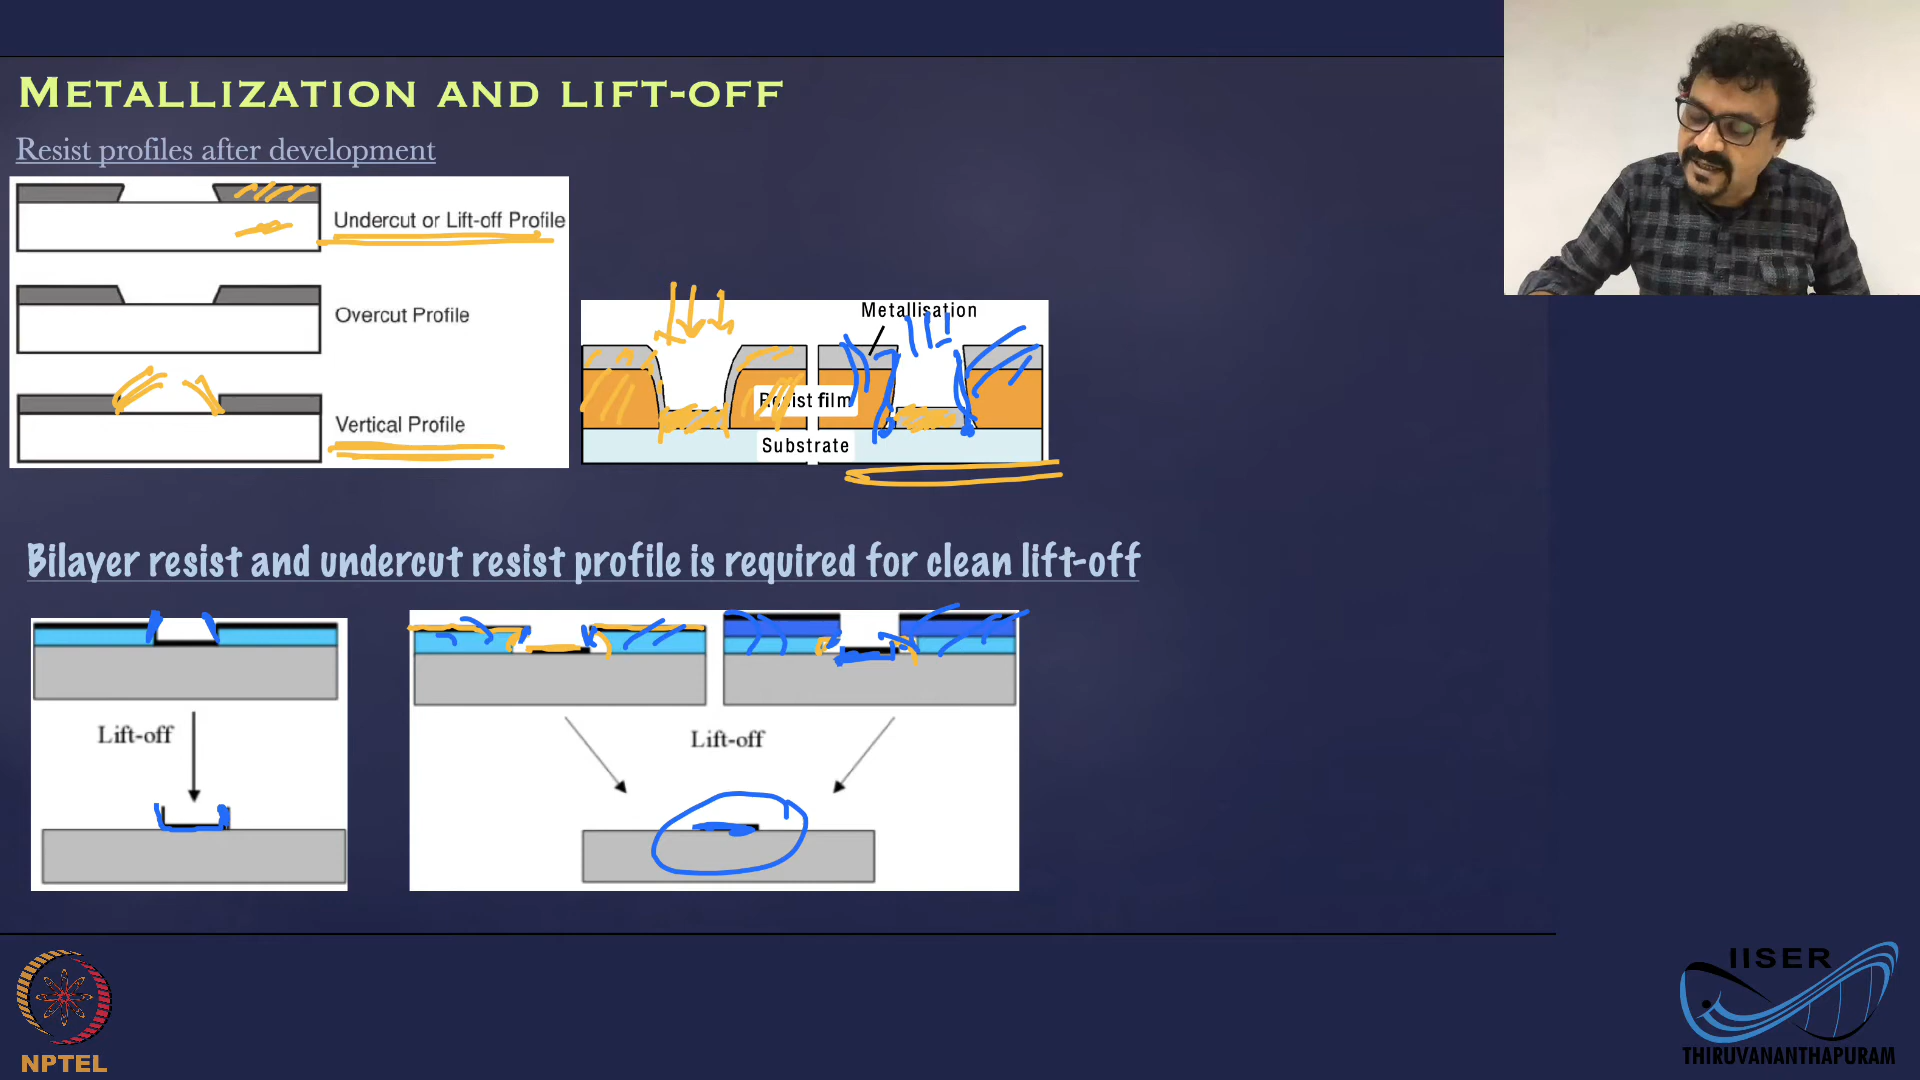 METALLIZATION AND LIFT-OFF
Resist profiles after development
Undercut or Lift-off Profile
Overcut Profile
Vertical Profile
Metallisation
Resist film
Substrate
Bilayer resist and undercut resist profile is required for clean lift-off
Lift-off
Lift-off
NPTEL
IISER
THIRUVANANTHAPURAM